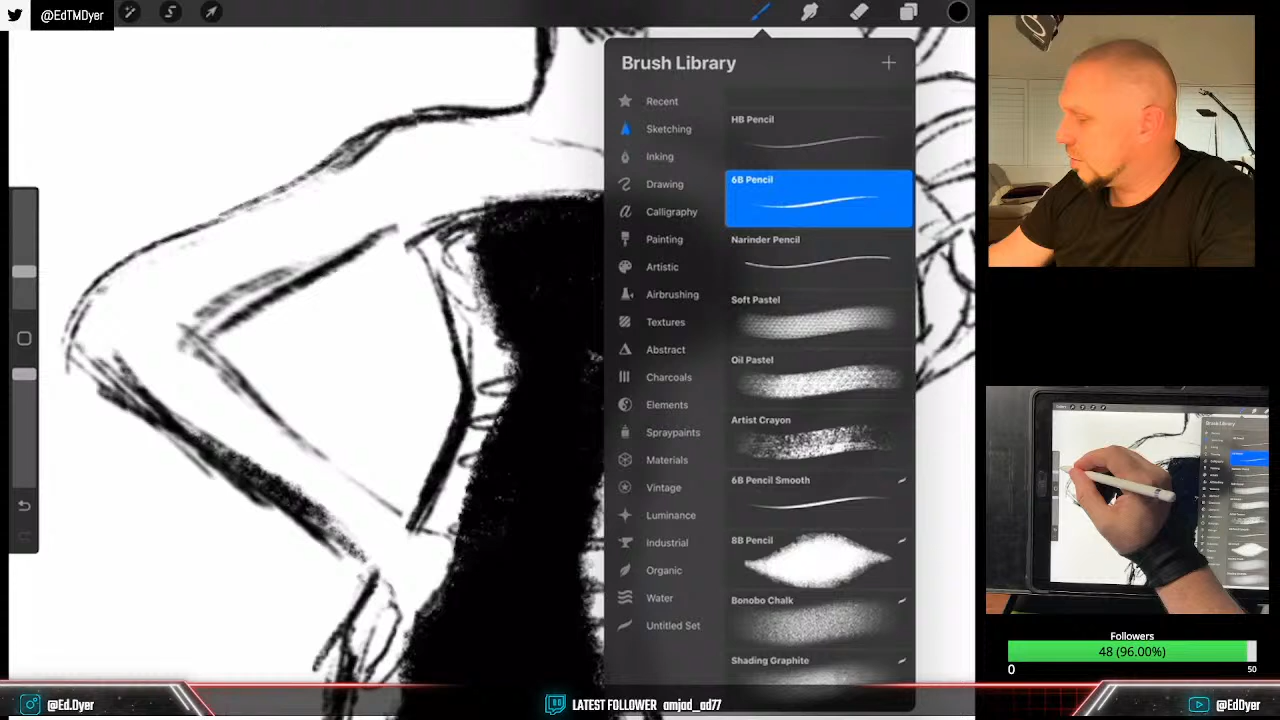 @EdTMDyer
Brush Library
Recent
Sketching
Inking
Drawing
Calligraphy
Painting
Artistic
Airbrushing
Textures
Abstract
Charcoals
Elements
Spraypaints
Materials
Vintage
Luminance
Industrial
Organic
Water
Untitled Set
HB Pencil
6B Pencil
Narinder Pencil
Soft Pastel
Oil Pastel
Artist Crayon
6B Pencil Smooth
8B Pencil
Bonobo Chalk
Shading Graphite
Brush Library
Followers
48 (96.00%)
0
50
@Ed.Dyer
LATEST FOLLOWER amjad_ad77
@EdDyer